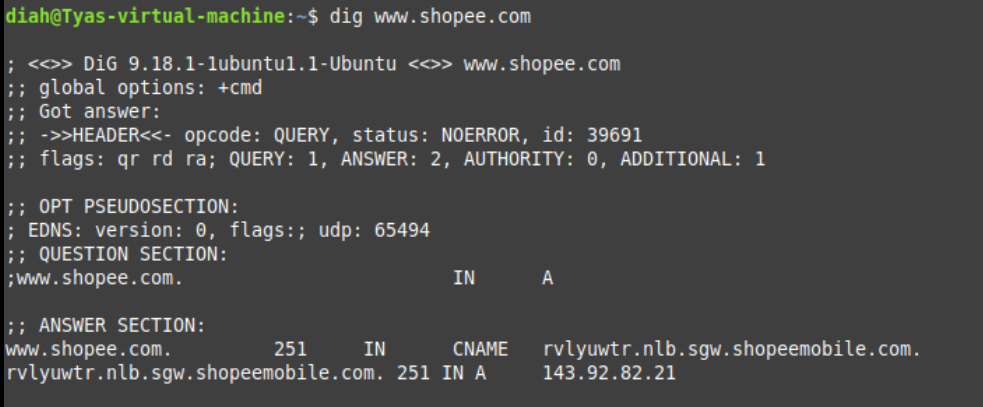 diah@Tyas-virtual-machine:~$ dig www.shopee.com
; <<>> DiG 9.18.1-1ubuntu1.1-Ubuntu <<>> www.shopee.com
;; global options: +cmd
;; Got answer:
;; ->>HEADER<<- opcode: QUERY, status: NOERROR, id: 39691
;; flags: qr rd ra; QUERY: 1, ANSWER: 2, AUTHORITY: 0, ADDITIONAL: 1
;; OPT PSEUDOSECTION:
; EDNS: version: 0, flags:; udp: 65494
;; QUESTION SECTION:
;www.shopee.com. IN A
;; ANSWER SECTION:
www.shopee.com. 251 IN CNAME rvlyuwtr.nlb.sgw.shopeemobile.com.
rvlyuwtr.nlb.sgw.shopeemobile.com. 251 IN A 143.92.82.21